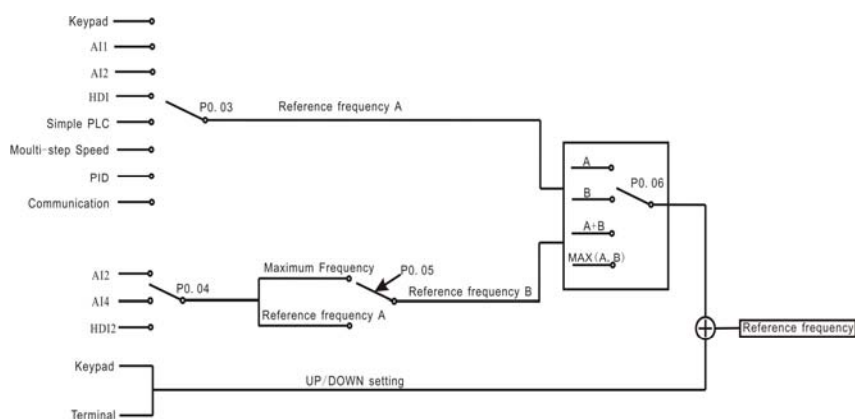 Keypad
AI1
AI2
HDI
P0. 03
Reference frequency A
Simple PLC
Moulti-step Speed
PID
Communication
A
B
P0. 06
A+B
MAX(A, B)
AI2
Maximum Frequency
P0. 05
P0. 04
AI4
Reference frequency B
HDI2
Reference frequency A
Reference frequency
Keypad
UP/DOWN setting
Terminal